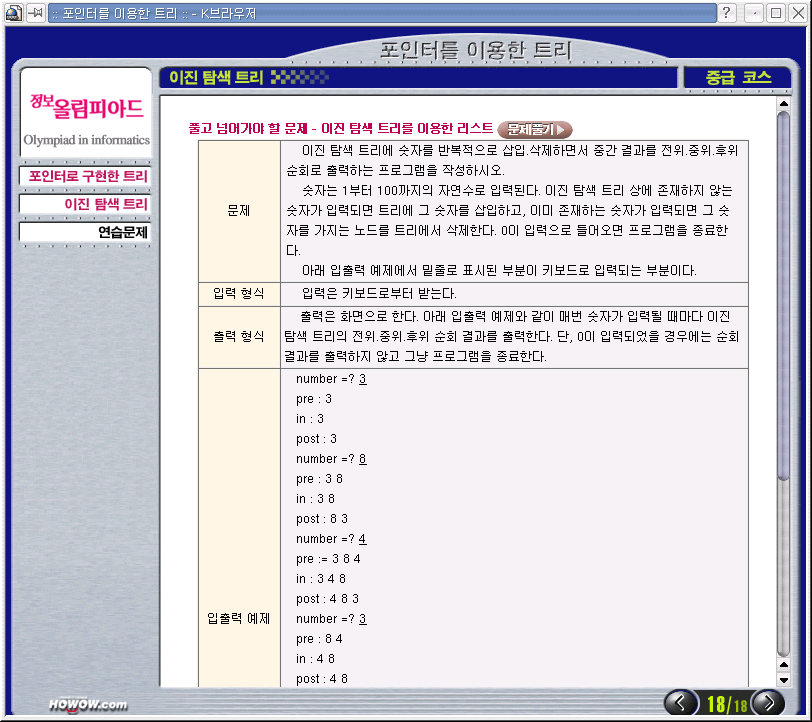 :: 포인터를 이용한 트리 :: - K브라우저
포인터를 이용한 트리
이진 탐색 트리
중급 코스
정보올림피아드
Olympiad in informatics
포인터로 구현한 트리
이진 탐색 트리
연습문제
풀고 넘어가야 할 문제 - 이진 탐색 트리를 이용한 리스트 문제풀기
문제
이진 탐색 트리에 숫자를 반복적으로 삽입.삭제하면서 중간 결과를 전위.중위.후위
순회로 출력하는 프로그램을 작성하시오.
숫자는 1부터 100까지의 자연수로 입력된다. 이진 탐색 트리 상에 존재하지 않는
숫자가 입력되면 트리에 그 숫자를 삽입하고, 이미 존재하는 숫자가 입력되면 그 숫
자를 가지는 노드를 트리에서 삭제한다. 0이 입력으로 들어오면 프로그램을 종료한
다.
아래 입출력 예제에서 밑줄로 표시된 부분이 키보드로 입력되는 부분이다.
입력 형식
입력은 키보드로부터 받는다.
출력 형식
출력은 화면으로 한다. 아래 입출력 예제와 같이 매번 숫자가 입력될 때마다 이진
탐색 트리의 전위.중위.후위 순회 결과를 출력한다. 단, 0이 입력되었을 경우에는 순회
결과를 출력하지 않고 그냥 프로그램을 종료한다.
입출력 예제
number =? 3
pre : 3
in : 3
post : 3
number =? 8
pre : 3 8
in : 3 8
post : 8 3
number =? 4
pre := 3 8 4
in : 3 4 8
post : 4 8 3
number =? 3
pre : 8 4
in : 4 8
post : 4 8
HOWOW.com
18/18